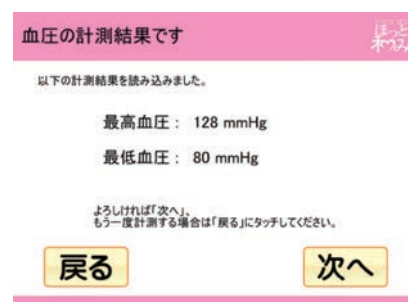 血圧の計測結果です
以下の計測結果を読み込みました。
最高血圧： 128 mmHg
最低血圧： 80 mmHg
よろしければ「次へ」、
もう一度計測する場合は「戻る」にタッチしてください。
戻る
次へ